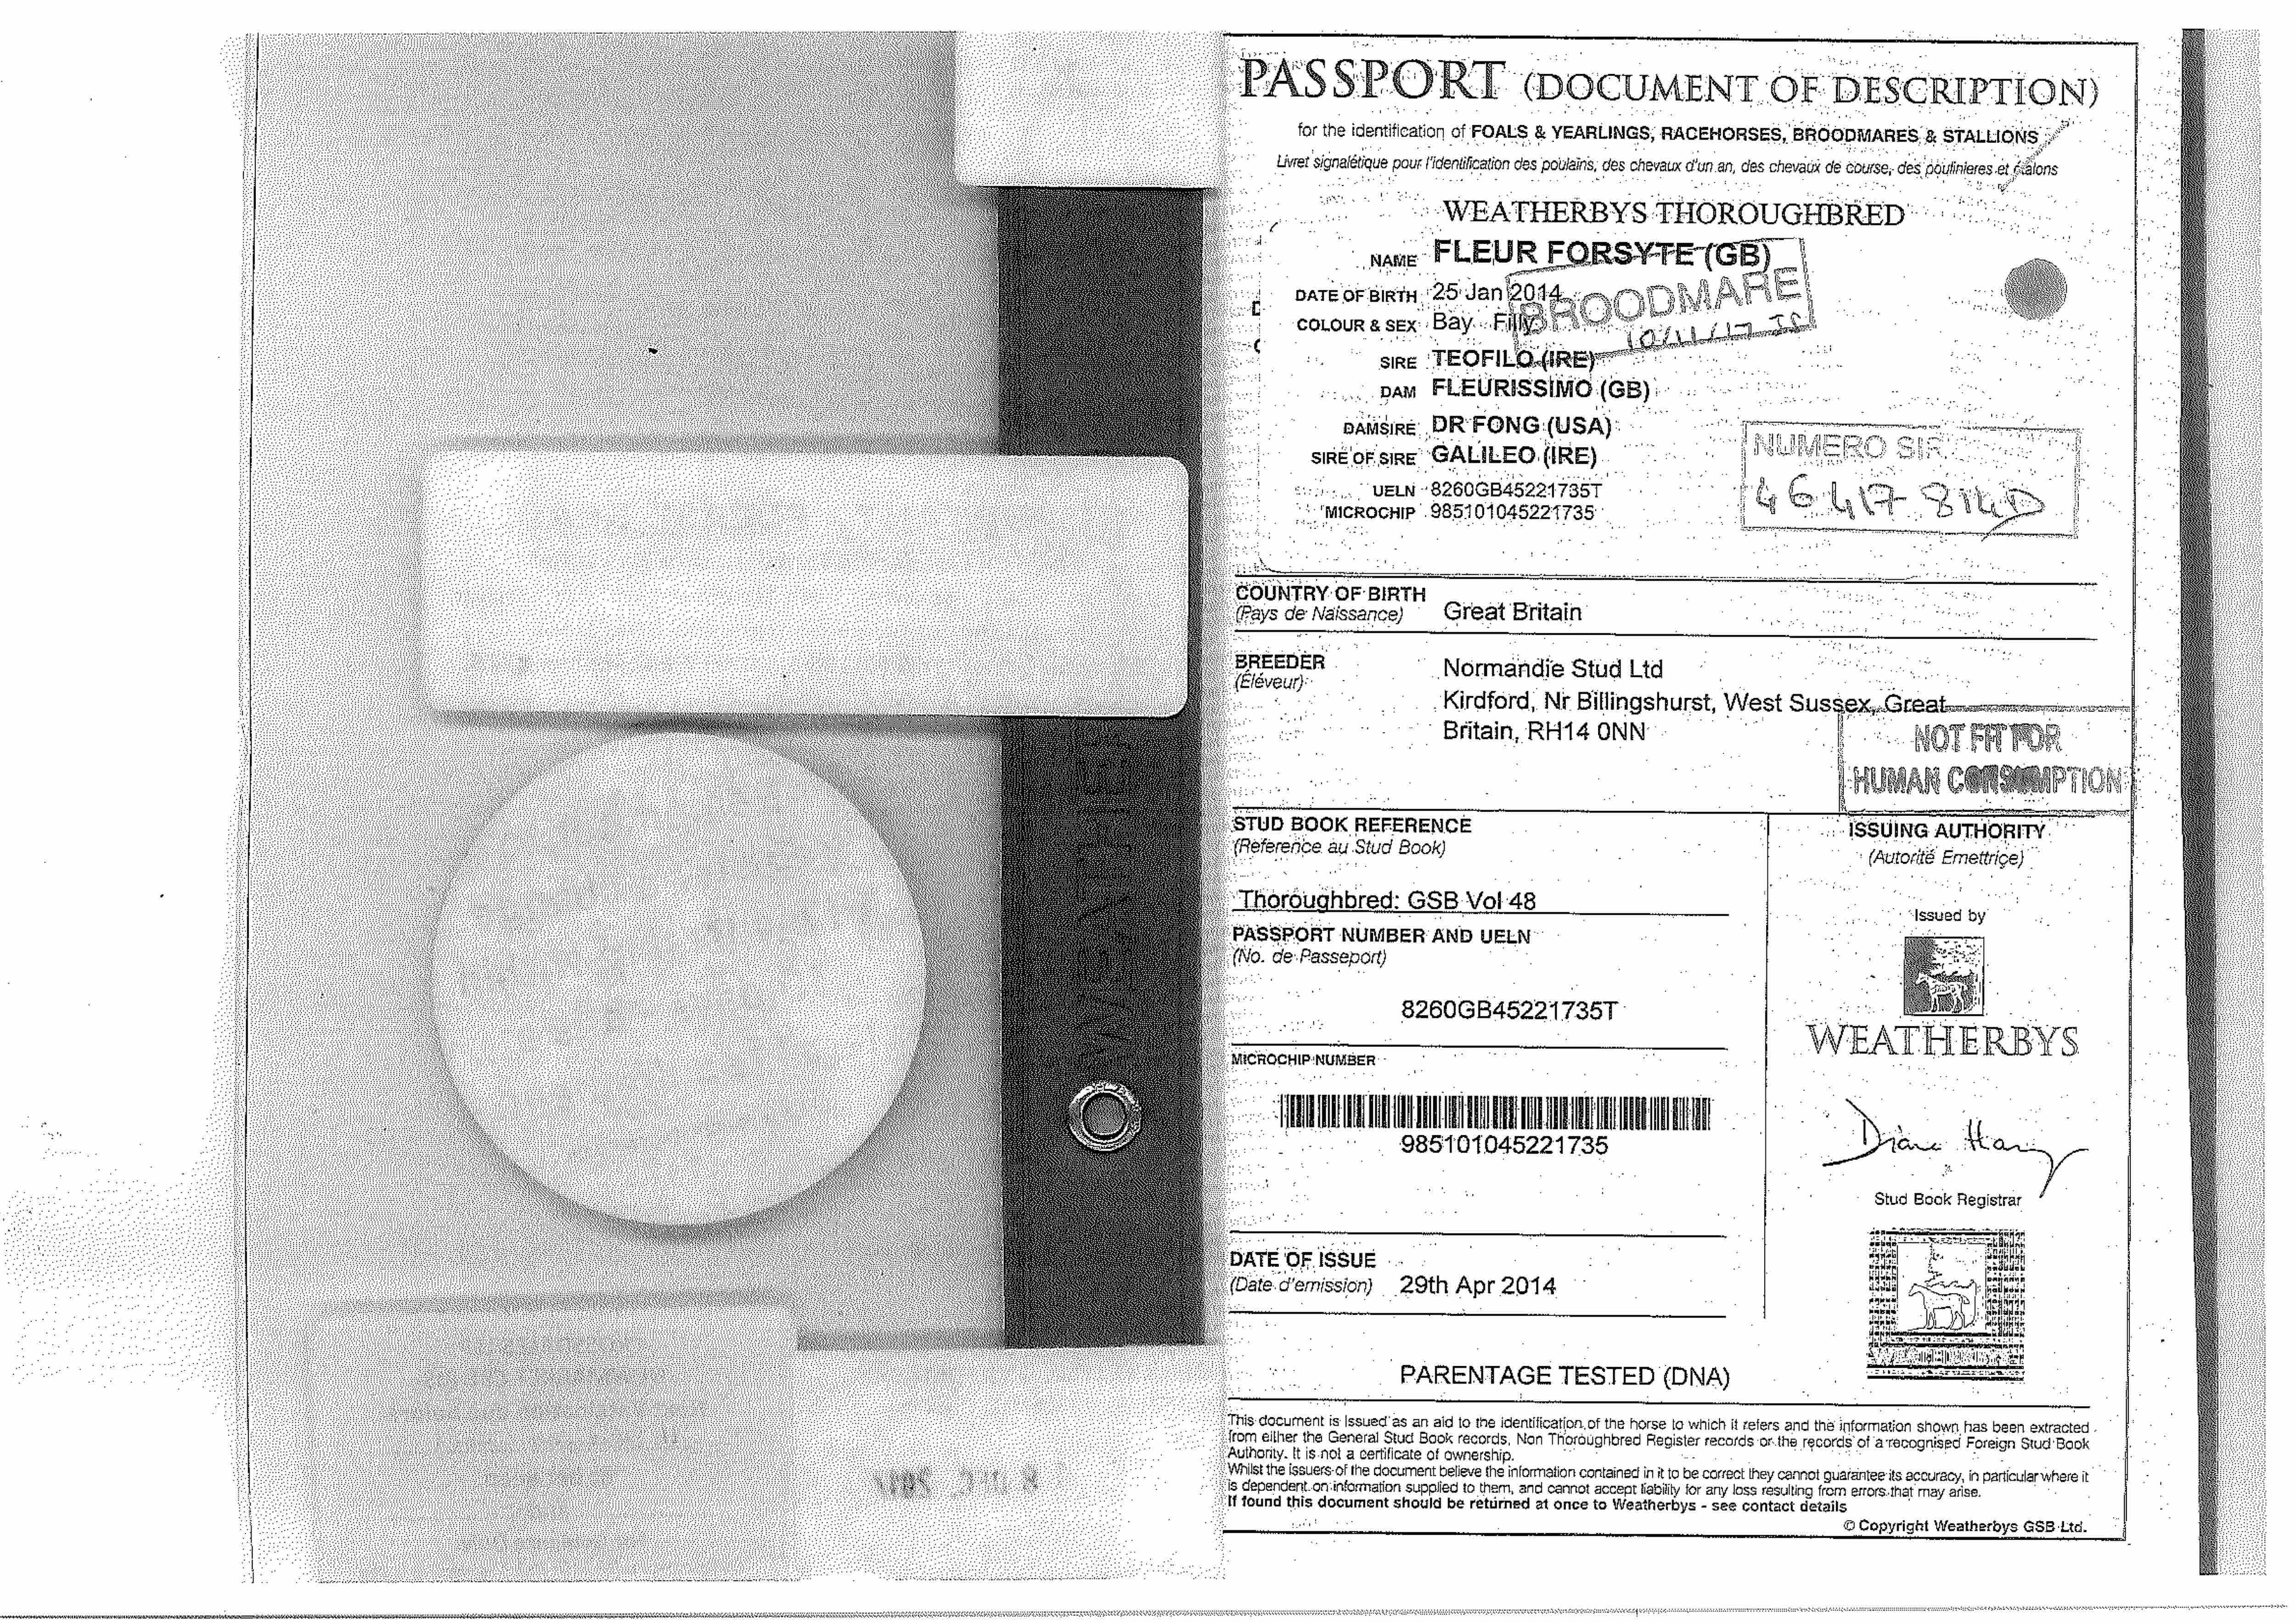 PASSPORT (DOCUMENT OF DESCRIPTION)
for the identification of FOALS & YEARLINGS, RACEHORSES, BROODMARES & STALLIONS
Livret signalétique pour l'identification des poulains, des chevaux d'un an, des chevaux de course, des poulinieres et étalons
WEATHERBYS THOROUGHBRED
NAME FLEUR FORSYTE (GB)
DATE OF BIRTH 25 Jan 2014
COLOUR & SEX Bay Filly
BROODMARE
10/11/17 IS
SIRE TEOFILO (IRE)
DAM FLEURISSIMO (GB)
DAMSIRE DR FONG (USA)
SIRE OF SIRE GALILEO (IRE)
UELN 8260GB45221735T
MICROCHIP 985101045221735
NUMERO SIR
46 417 814D
COUNTRY OF BIRTH
(Pays de Naissance) Great Britain
BREEDER
(Éléveur)
Normandie Stud Ltd
Kirdford, Nr Billingshurst, West Sussex, Great
Britain, RH14 0NN
NOT FIT FOR
HUMAN CONSUMPTION
STUD BOOK REFERENCE
(Reference au Stud Book)
Thoroughbred: GSB Vol 48
PASSPORT NUMBER AND UELN
(No. de Passeport)
8260GB45221735T
MICROCHIP NUMBER
985101045221735
DATE OF ISSUE
(Date d'emission) 29th Apr 2014
ISSUING AUTHORITY
(Autorité Emettrice)
Issued by
WEATHERBYS
Stud Book Registrar
PARENTAGE TESTED (DNA)
This document is issued as an aid to the identification of the horse to which it refers and the information shown has been extracted
from either the General Stud Book records, Non Thoroughbred Register records or the records of a recognised Foreign Stud Book
Authority. It is not a certificate of ownership.
Whilst the issuers of the document believe the information contained in it to be correct they cannot guarantee its accuracy, in particular where it
is dependent on information supplied to them, and cannot accept liability for any loss resulting from errors that may arise.
If found this document should be returned at once to Weatherbys - see contact details
© Copyright Weatherbys GSB Ltd.